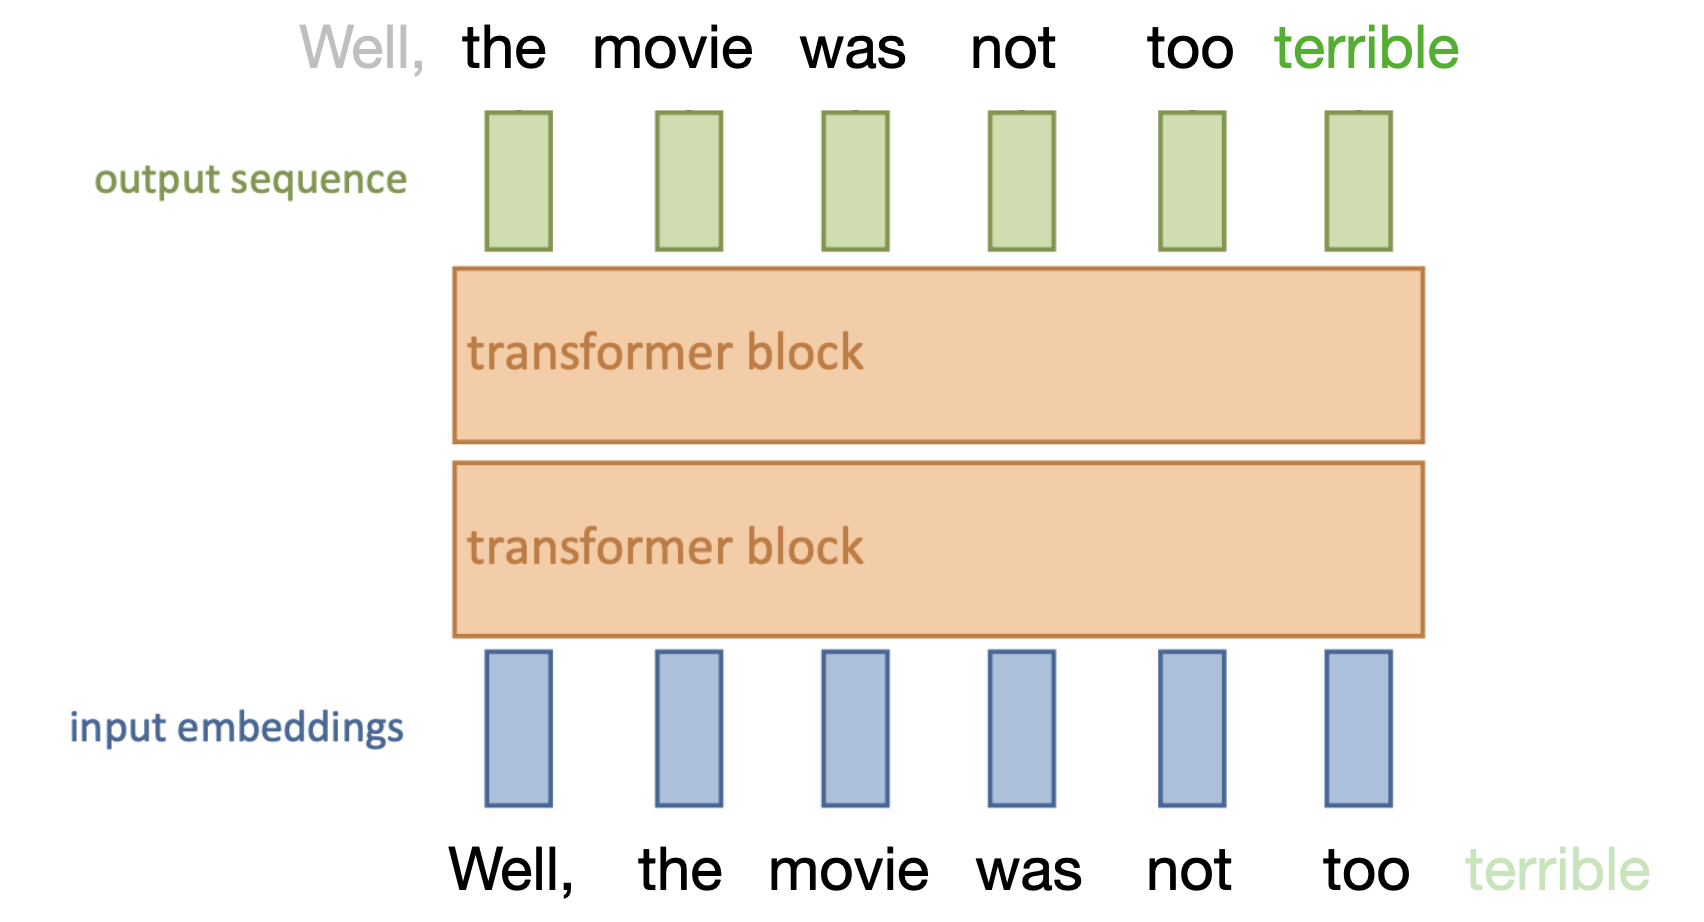 Well, the movie was not too terrible
output sequence
transformer block
transformer block
input embeddings
Well, the movie was not too terrible